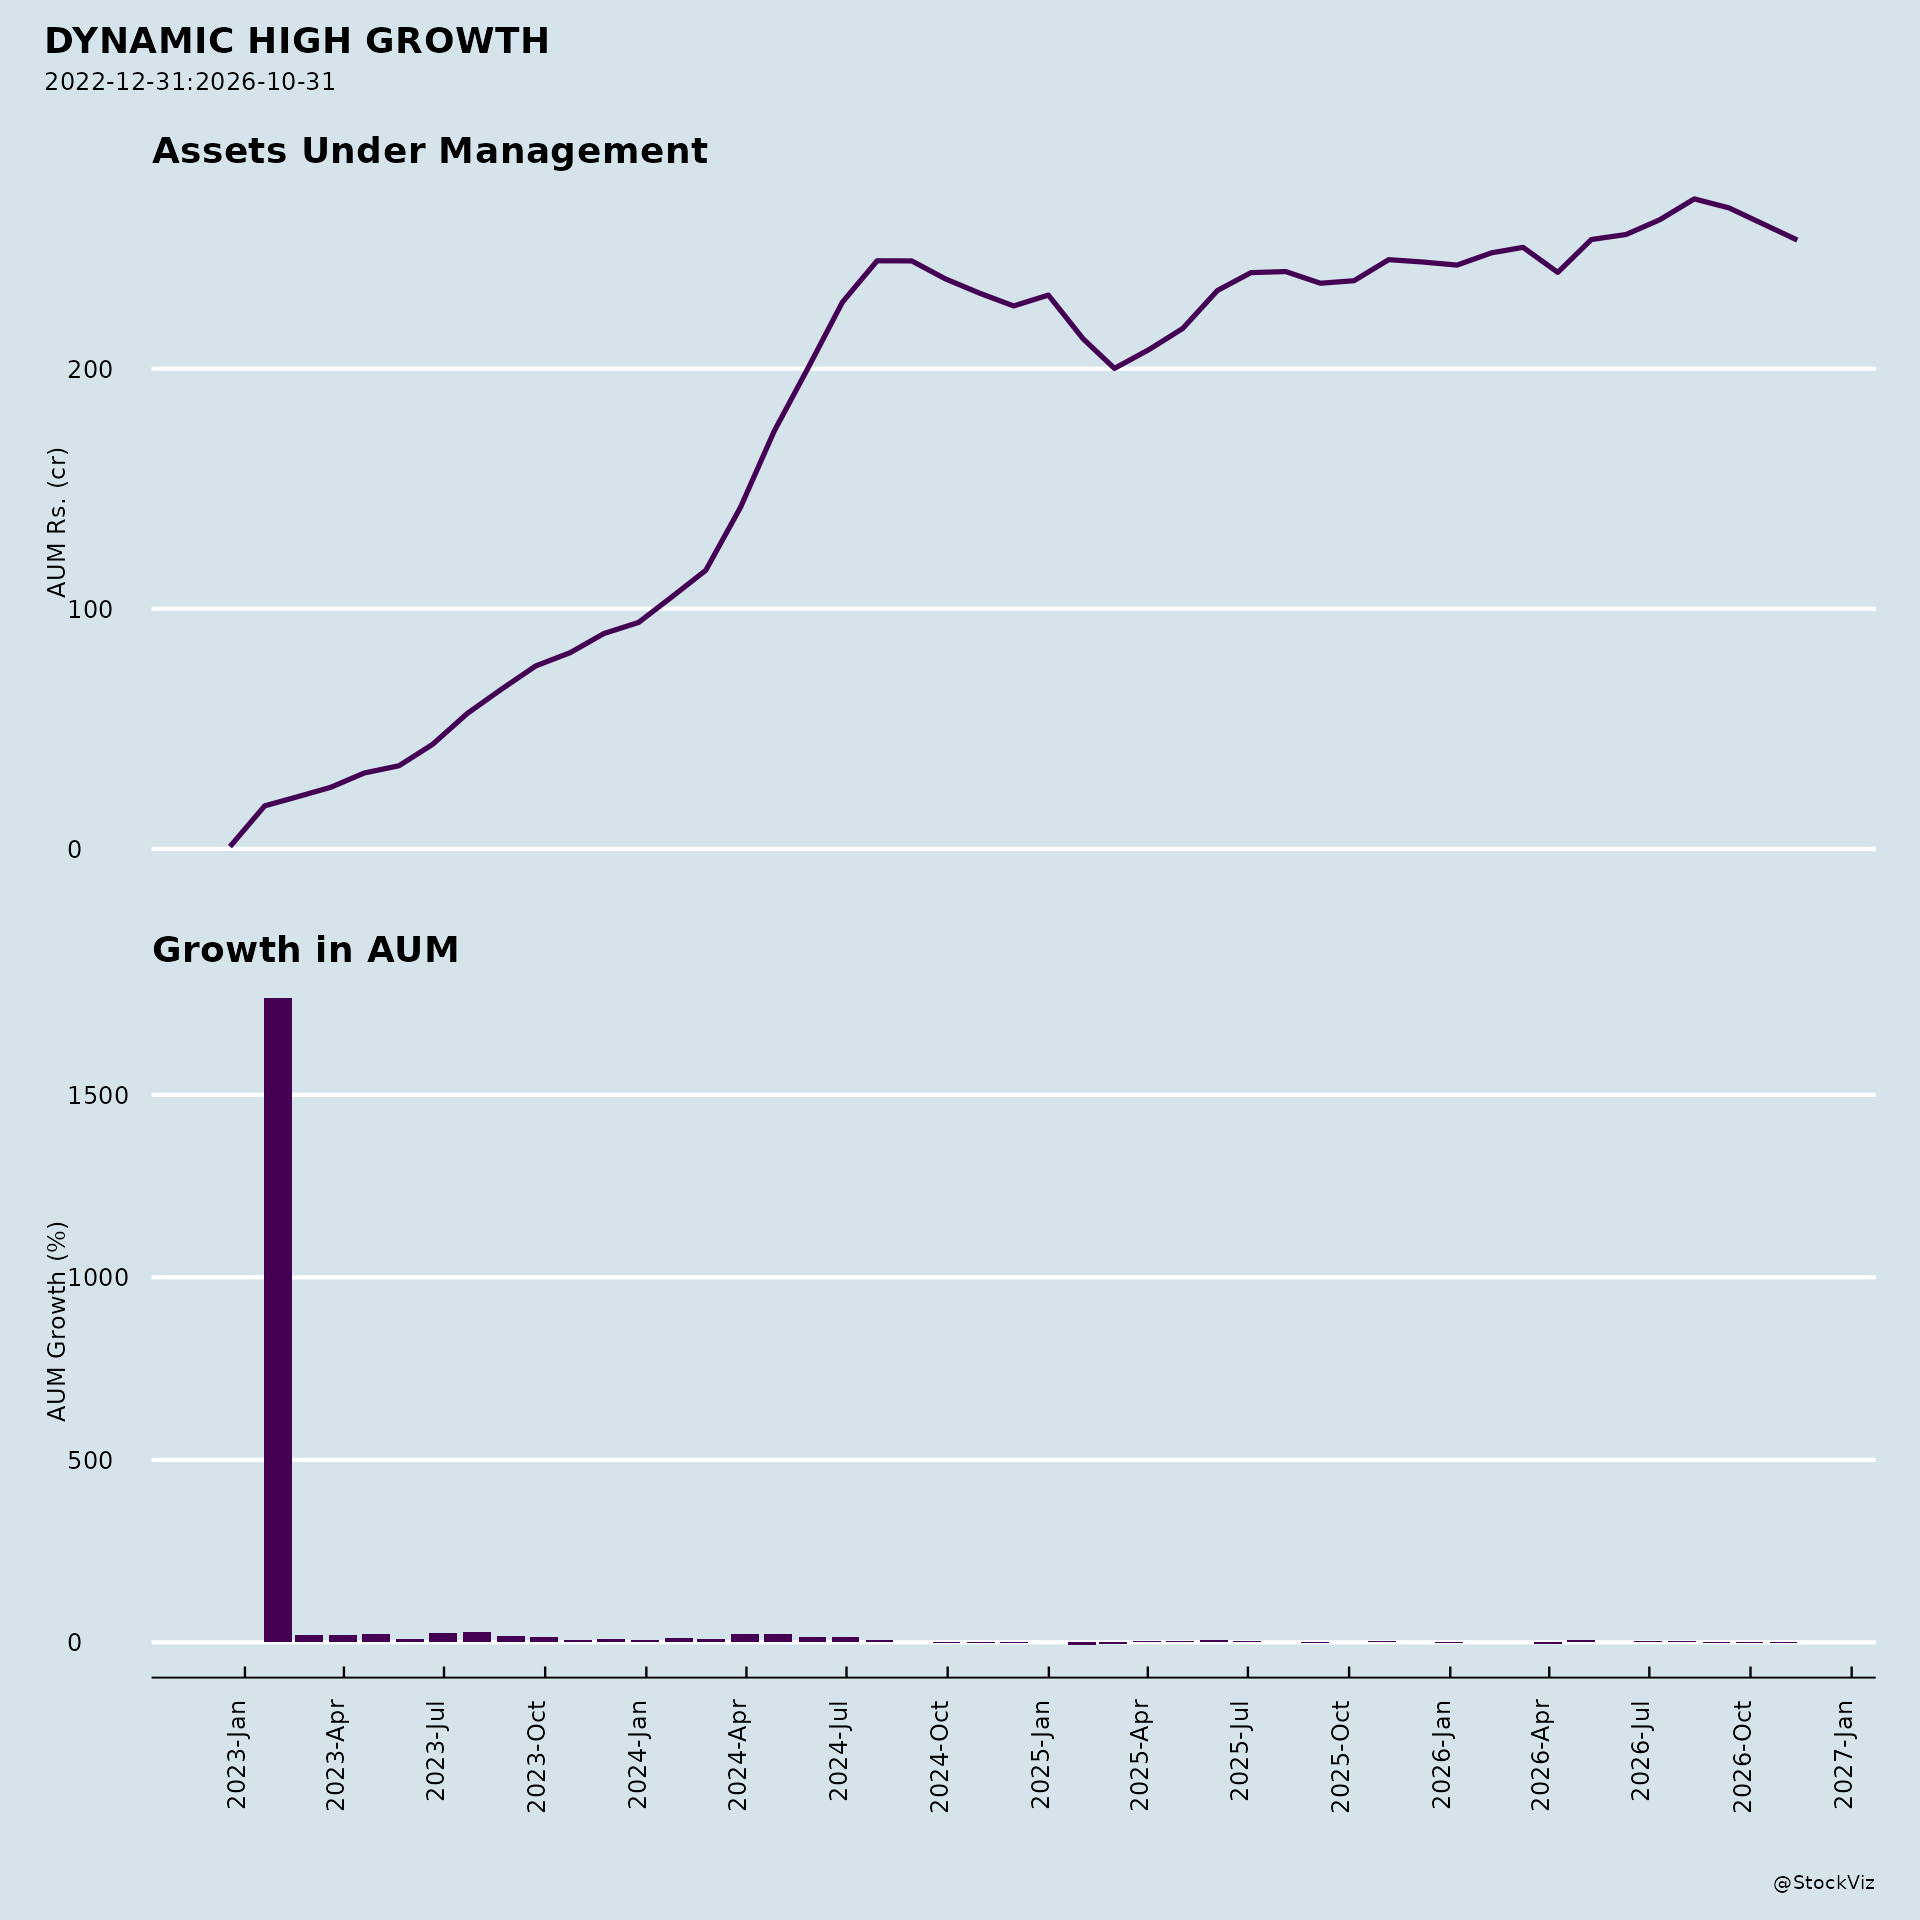 DYNAMIC HIGH GROWTH
2022-12-31:2026-10-31
Assets Under Management
AUM Rs. (cr)
200
100
0
Growth in AUM
AUM Growth (%)
1500
1000
500
0
2023-Jan
2023-Apr
2023-Jul
2023-Oct
2024-Jan
2024-Apr
2024-Jul
2024-Oct
2025-Jan
2025-Apr
2025-Jul
2025-Oct
2026-Jan
2026-Apr
2026-Jul
2026-Oct
2027-Jan
@StockViz